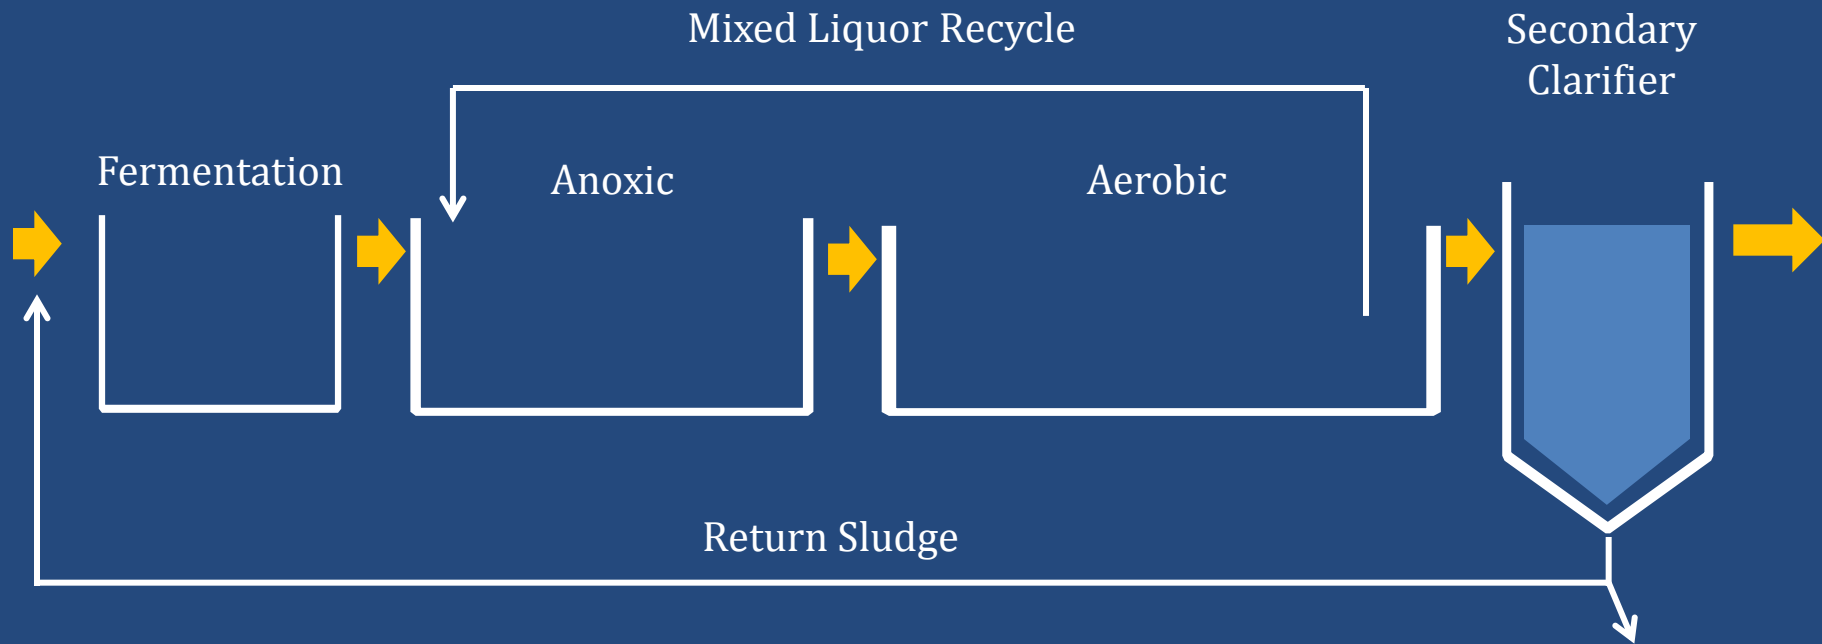 Mixed Liquor Recycle
Secondary
Clarifier
Fermentation
Anoxic
Aerobic
Return Sludge